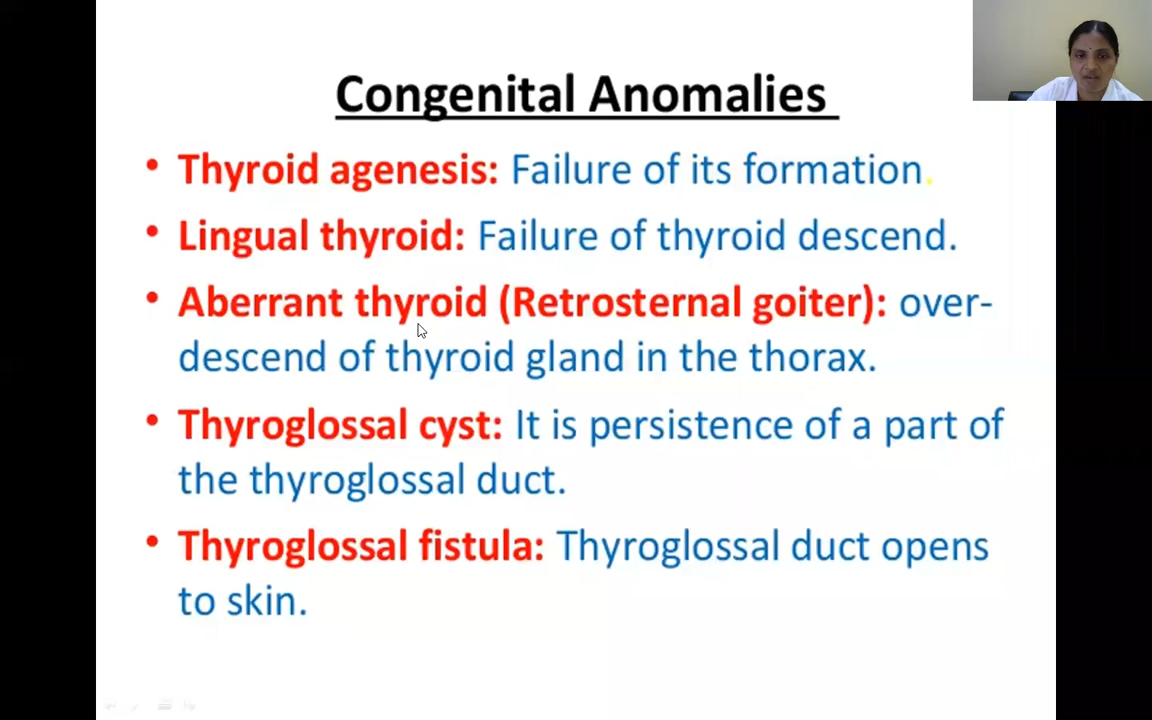 Congenital Anomalies
• Thyroid agenesis: Failure of its formation.
• Lingual thyroid: Failure of thyroid descend.
• Aberrant thyroid (Retrosternal goiter): over-
descend of thyroid gland in the thorax.
• Thyroglossal cyst: It is persistence of a part of
the thyroglossal duct.
• Thyroglossal fistula: Thyroglossal duct opens
to skin.